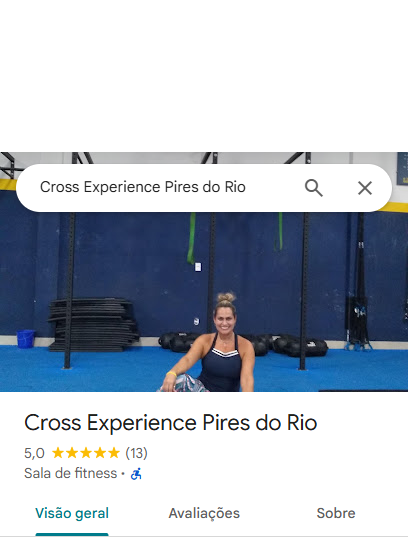 Cross Experience Pires do Rio
Cross Experience Pires do Rio
5,0 (13)
Sala de fitness ·
Visão geral Avaliações Sobre